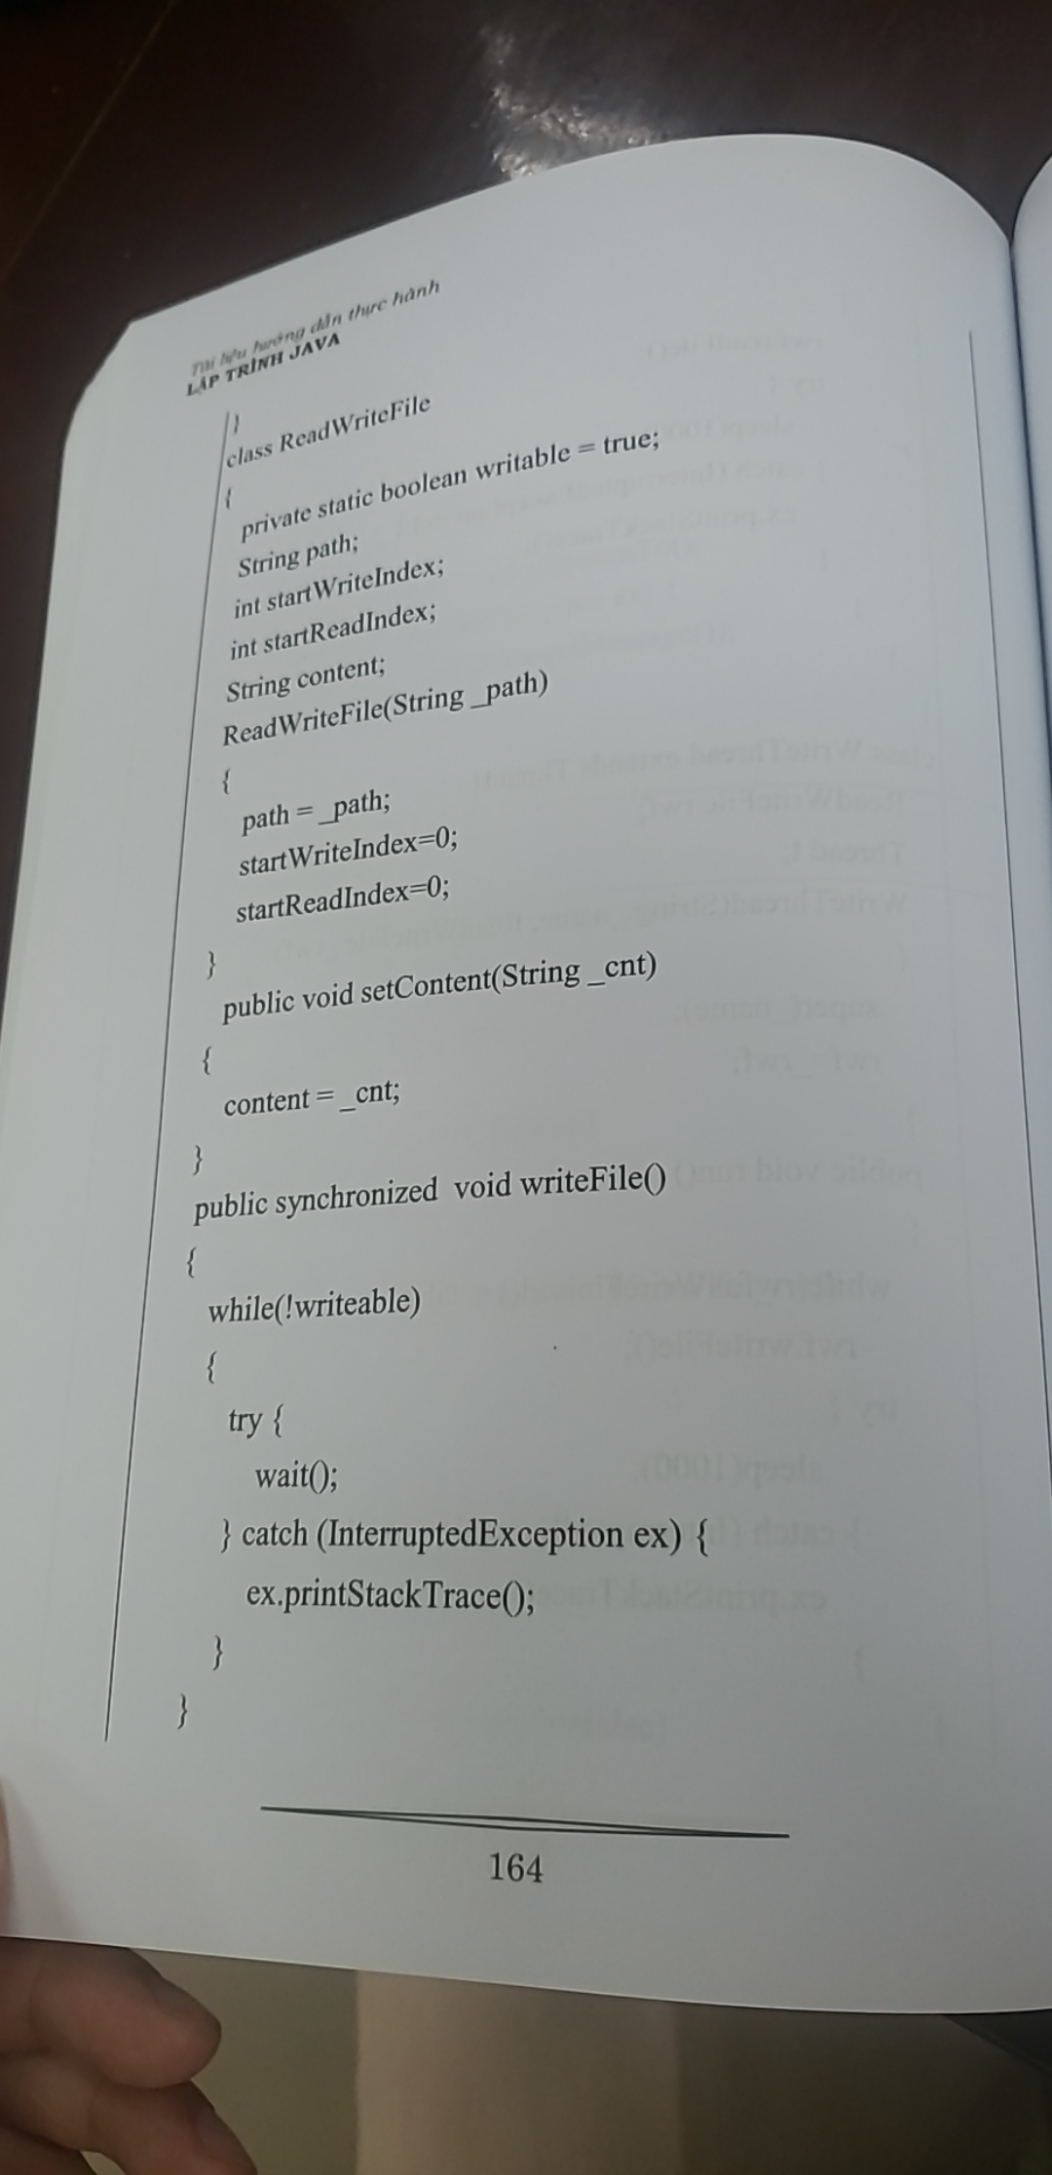 Tài liệu hướng dẫn thực hành
LẬP TRÌNH JAVA
}
class ReadWriteFile
{
private static boolean writable = true;
String path;
int startWriteIndex;
int startReadIndex;
String content;
ReadWriteFile(String _path)
{
path = _path;
startWriteIndex=0;
startReadIndex=0;
}
public void setContent(String _cnt)
{
content = _cnt;
}
public synchronized void writeFile()
{
while(!writeable)
{
try {
wait();
} catch (InterruptedException ex) {
ex.printStackTrace();
}
}
164